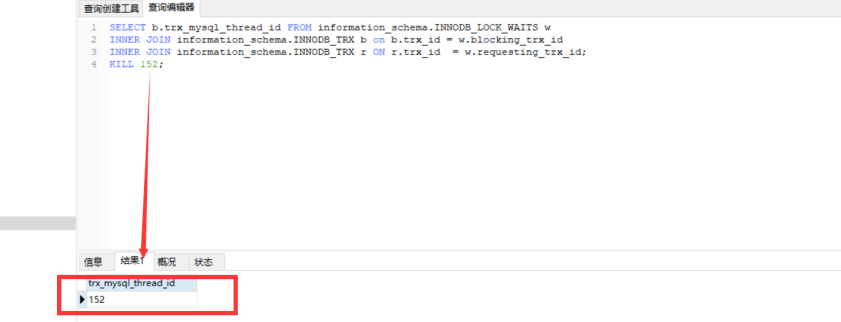 查询创建工具 查询编辑器
1 SELECT b.trx_mysql_thread_id FROM information_schema.INNODB_LOCK_WAITS w
2 INNER JOIN information_schema.INNODB_TRX b on b.trx_id = w.blocking_trx_id
3 INNER JOIN information_schema.INNODB_TRX r ON r.trx_id  = w.requesting_trx_id;
4 KILL 152;
信息 结果1 概况 状态
trx_mysql_thread_id
152